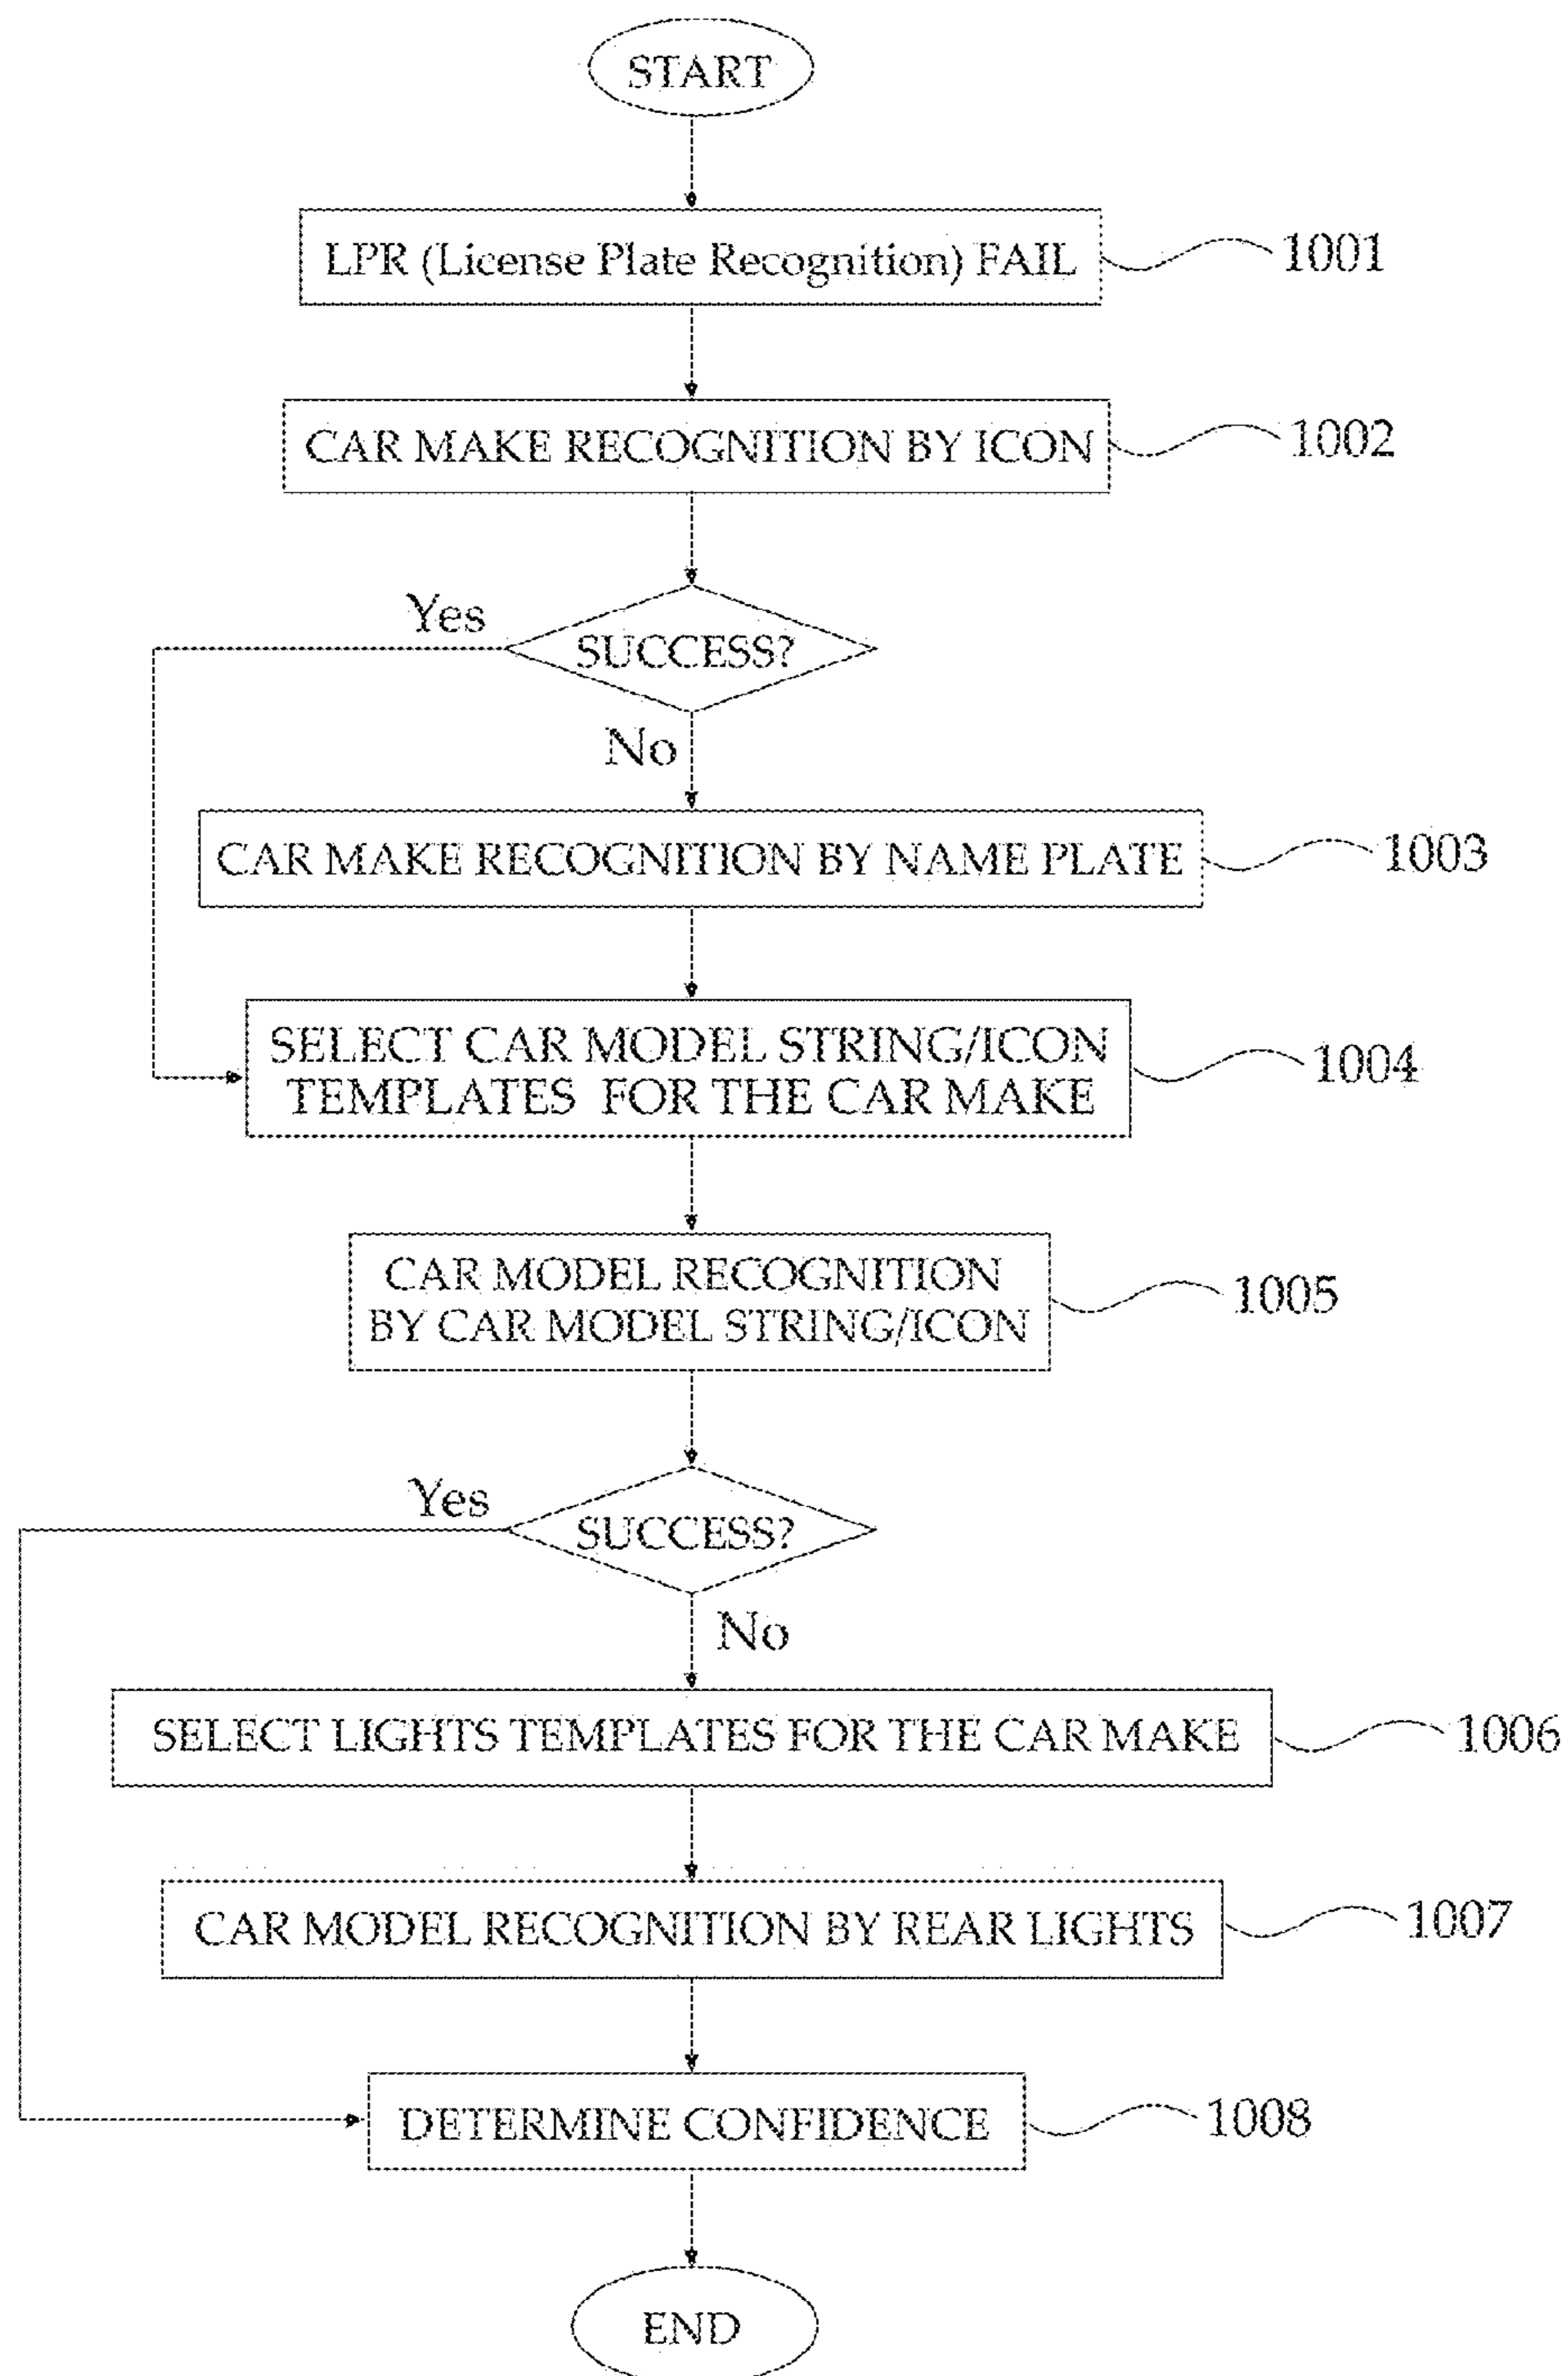 START
LPR (License Plate Recognition) FAIL
1001
CAR MAKE RECOGNITION BY ICON
1002
Yes
SUCCESS?
No
CAR MAKE RECOGNITION BY NAME PLATE
1003
SELECT CAR MODEL STRING/ICON
TEMPLATES FOR THE CAR MAKE
1004
CAR MODEL RECOGNITION
BY CAR MODEL STRING/ICON
1005
Yes
SUCCESS?
No
SELECT LIGHTS TEMPLATES FOR THE CAR MAKE
1006
CAR MODEL RECOGNITION BY REAR LIGHTS
1007
DETERMINE CONFIDENCE
1008
END